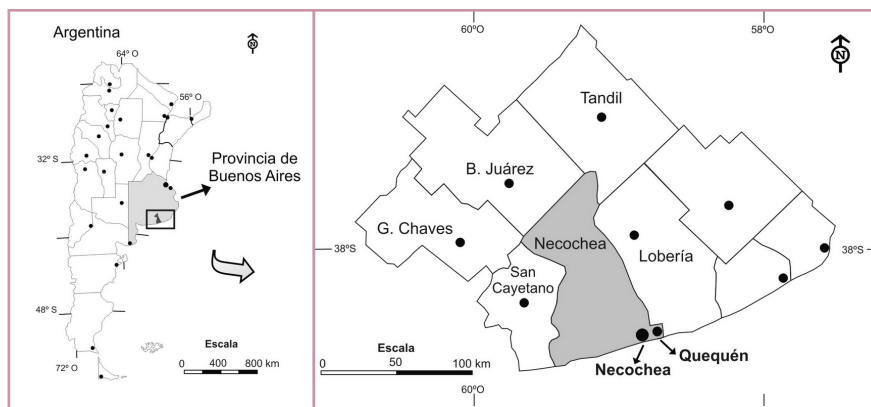 Argentina
N
64º O
56º O
32º S
Provincia de
Buenos Aires
48º S
72º O
Escala
0 400 800 km
60ºO
58º O
N
Tandil
B. Juárez
G. Chaves
Necochea
38ºS
38ºS
Lobería
San
Cayetano
Escala
0 50 100 km
Quequén
Necochea
60ºO